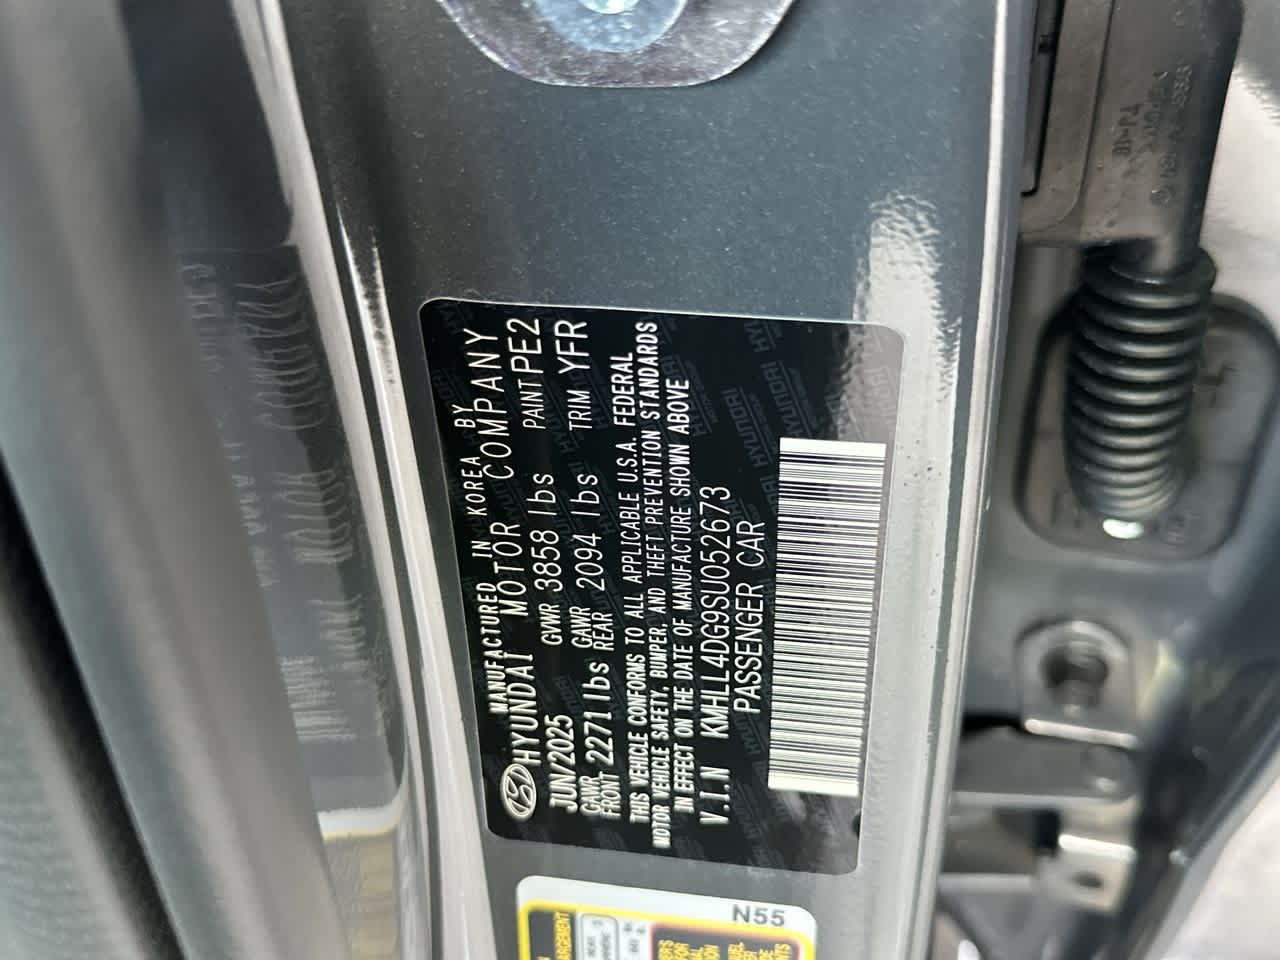 MANUFACTURED IN KOREA BY
HYUNDAI MOTOR COMPANY
JUN/2025 GVWR 3858 lbs PAINT PE2
GAWR FRONT 2271 lbs GAWR REAR 2094 lbs TRIM YFR
THIS VEHICLE CONFORMS TO ALL APPLICABLE U.S.A. FEDERAL
MOTOR VEHICLE SAFETY, BUMPER, AND THEFT PREVENTION STANDARDS
IN EFFECT ON THE DATE OF MANUFACTURE SHOWN ABOVE
V.I.N KMHLL4DG9SU052673
PASSENGER CAR
N55